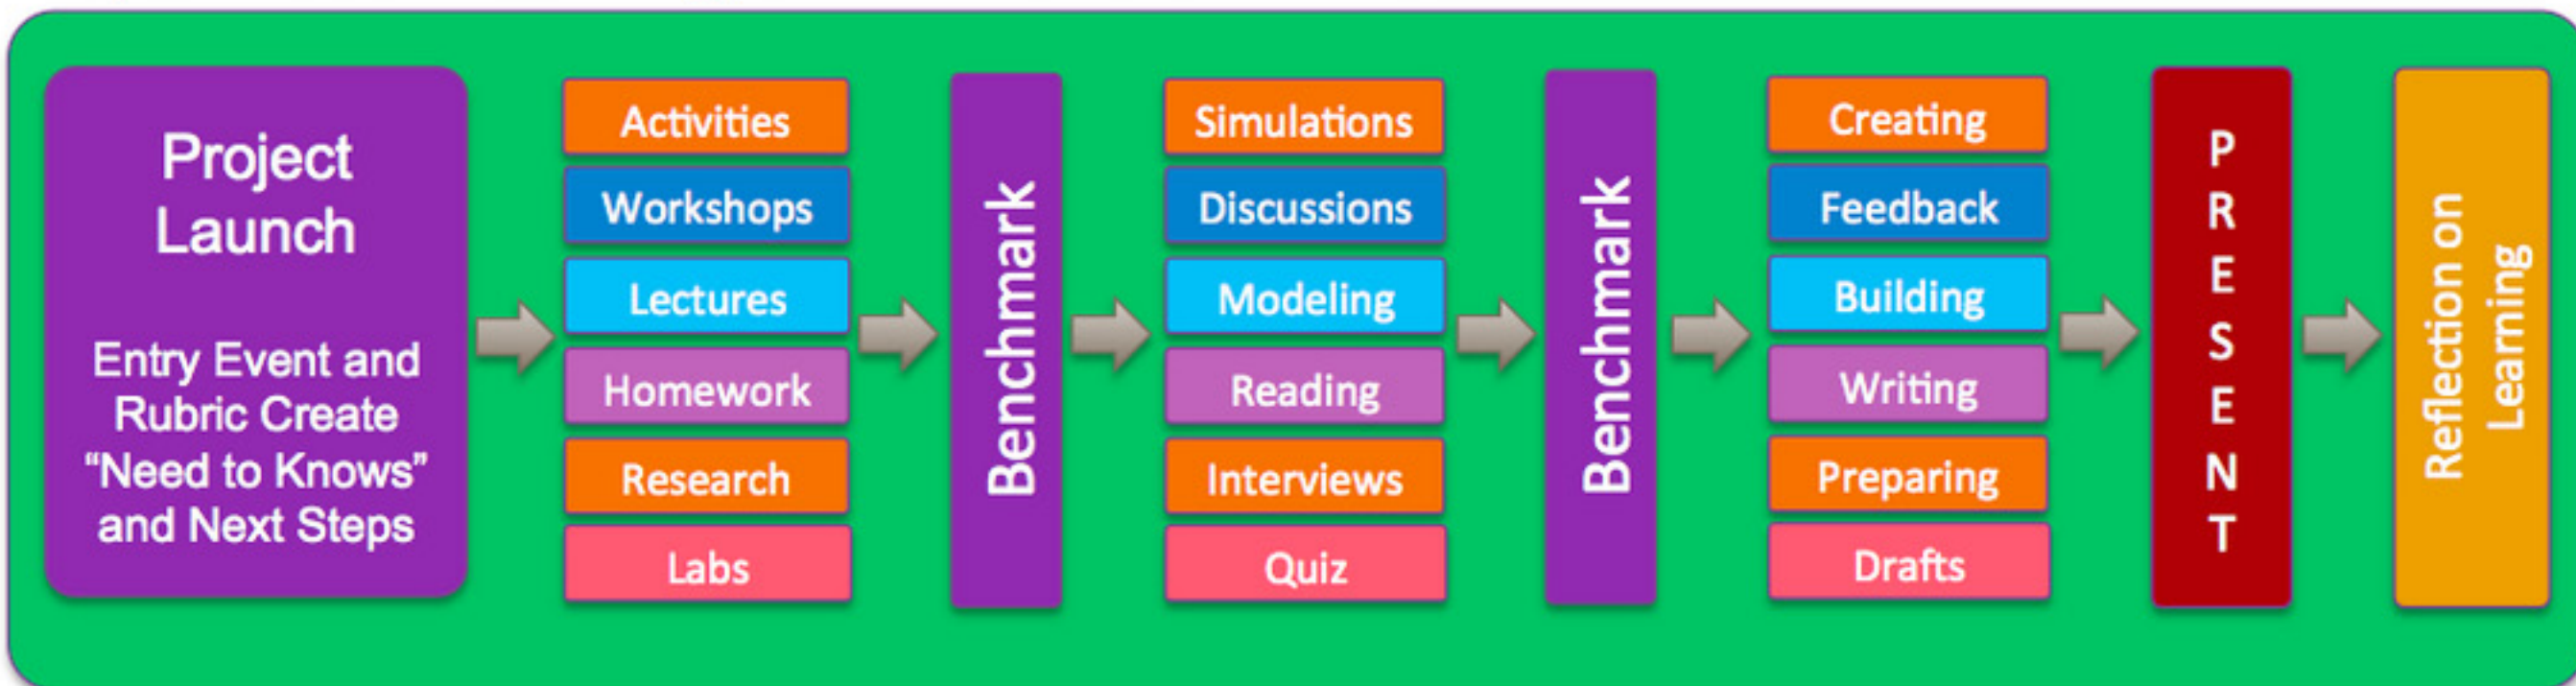 Project
Launch
Entry Event and
Rubric Create
“Need to Knows”
and Next Steps
Activities
Workshops
Lectures
Homework
Research
Labs
Benchmark
Simulations
Discussions
Modeling
Reading
Interviews
Quiz
Benchmark
Creating
Feedback
Building
Writing
Preparing
Drafts
PRESENT
Reflection on
Learning